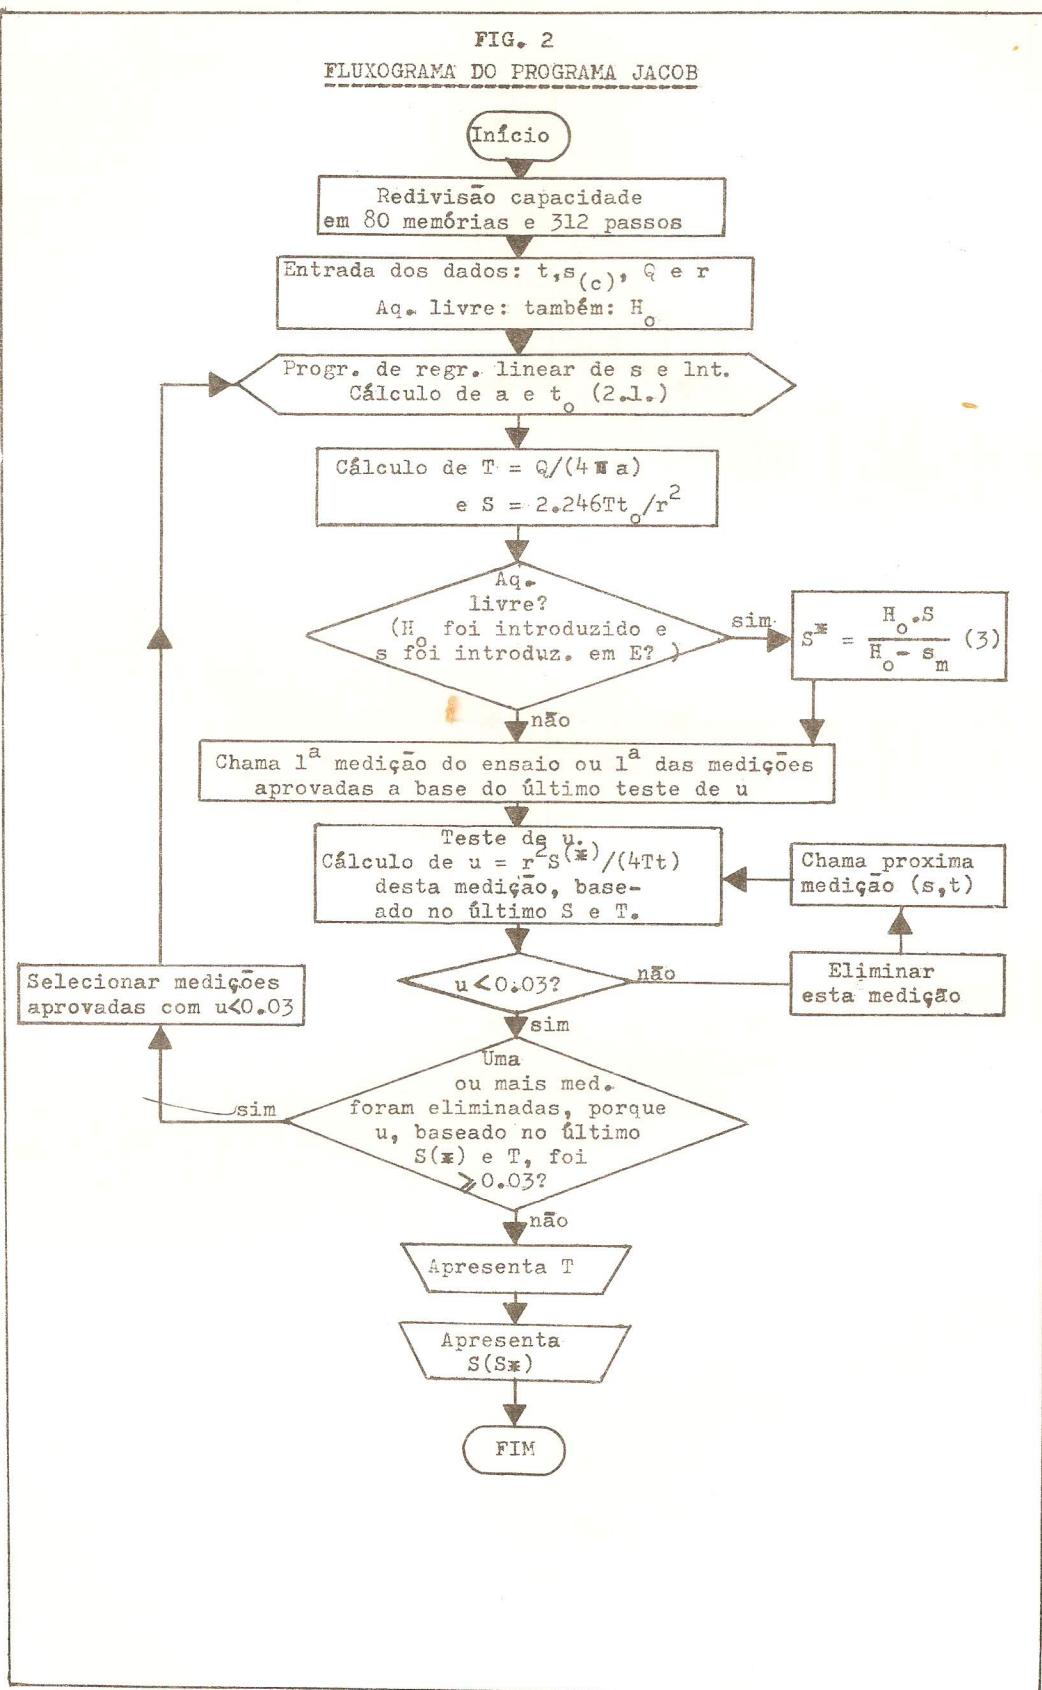 FIG. 2
FLUXOGRAMA DO PROGRAMA JACOB
Início
Redivisão capacidade
em 80 memórias e 312 passos
Entrada dos dados: t,s(c), Q e r
Aq. livre: também: Ho
Progr. de regr. linear de s e lnt.
Cálculo de a e to (2.1.)
Cálculo de T = Q/(4πa)
e S = 2.246Tto/r²
Aq.
livre?
(Ho foi introduzido e
s foi introduz. em E? )
sim
S* = Ho.S / Ho- sm (3)
não
Chama 1ª medição do ensaio ou 1ª das medições
aprovadas a base do último teste de u
Teste de u.
Cálculo de u = r²S(*)/(4Tt)
desta medição, base-
ado no último S e T.
Chama proxima
medição (s,t)
u<0.03?
não
Eliminar
esta medição
Selecionar medições
aprovadas com u<0.03
sim
Uma
ou mais med.
foram eliminadas, porque
u, baseado no último
S(*) e T, foi
⩾0.03?
sim
não
Apresenta T
Apresenta
S(S*)
FIM